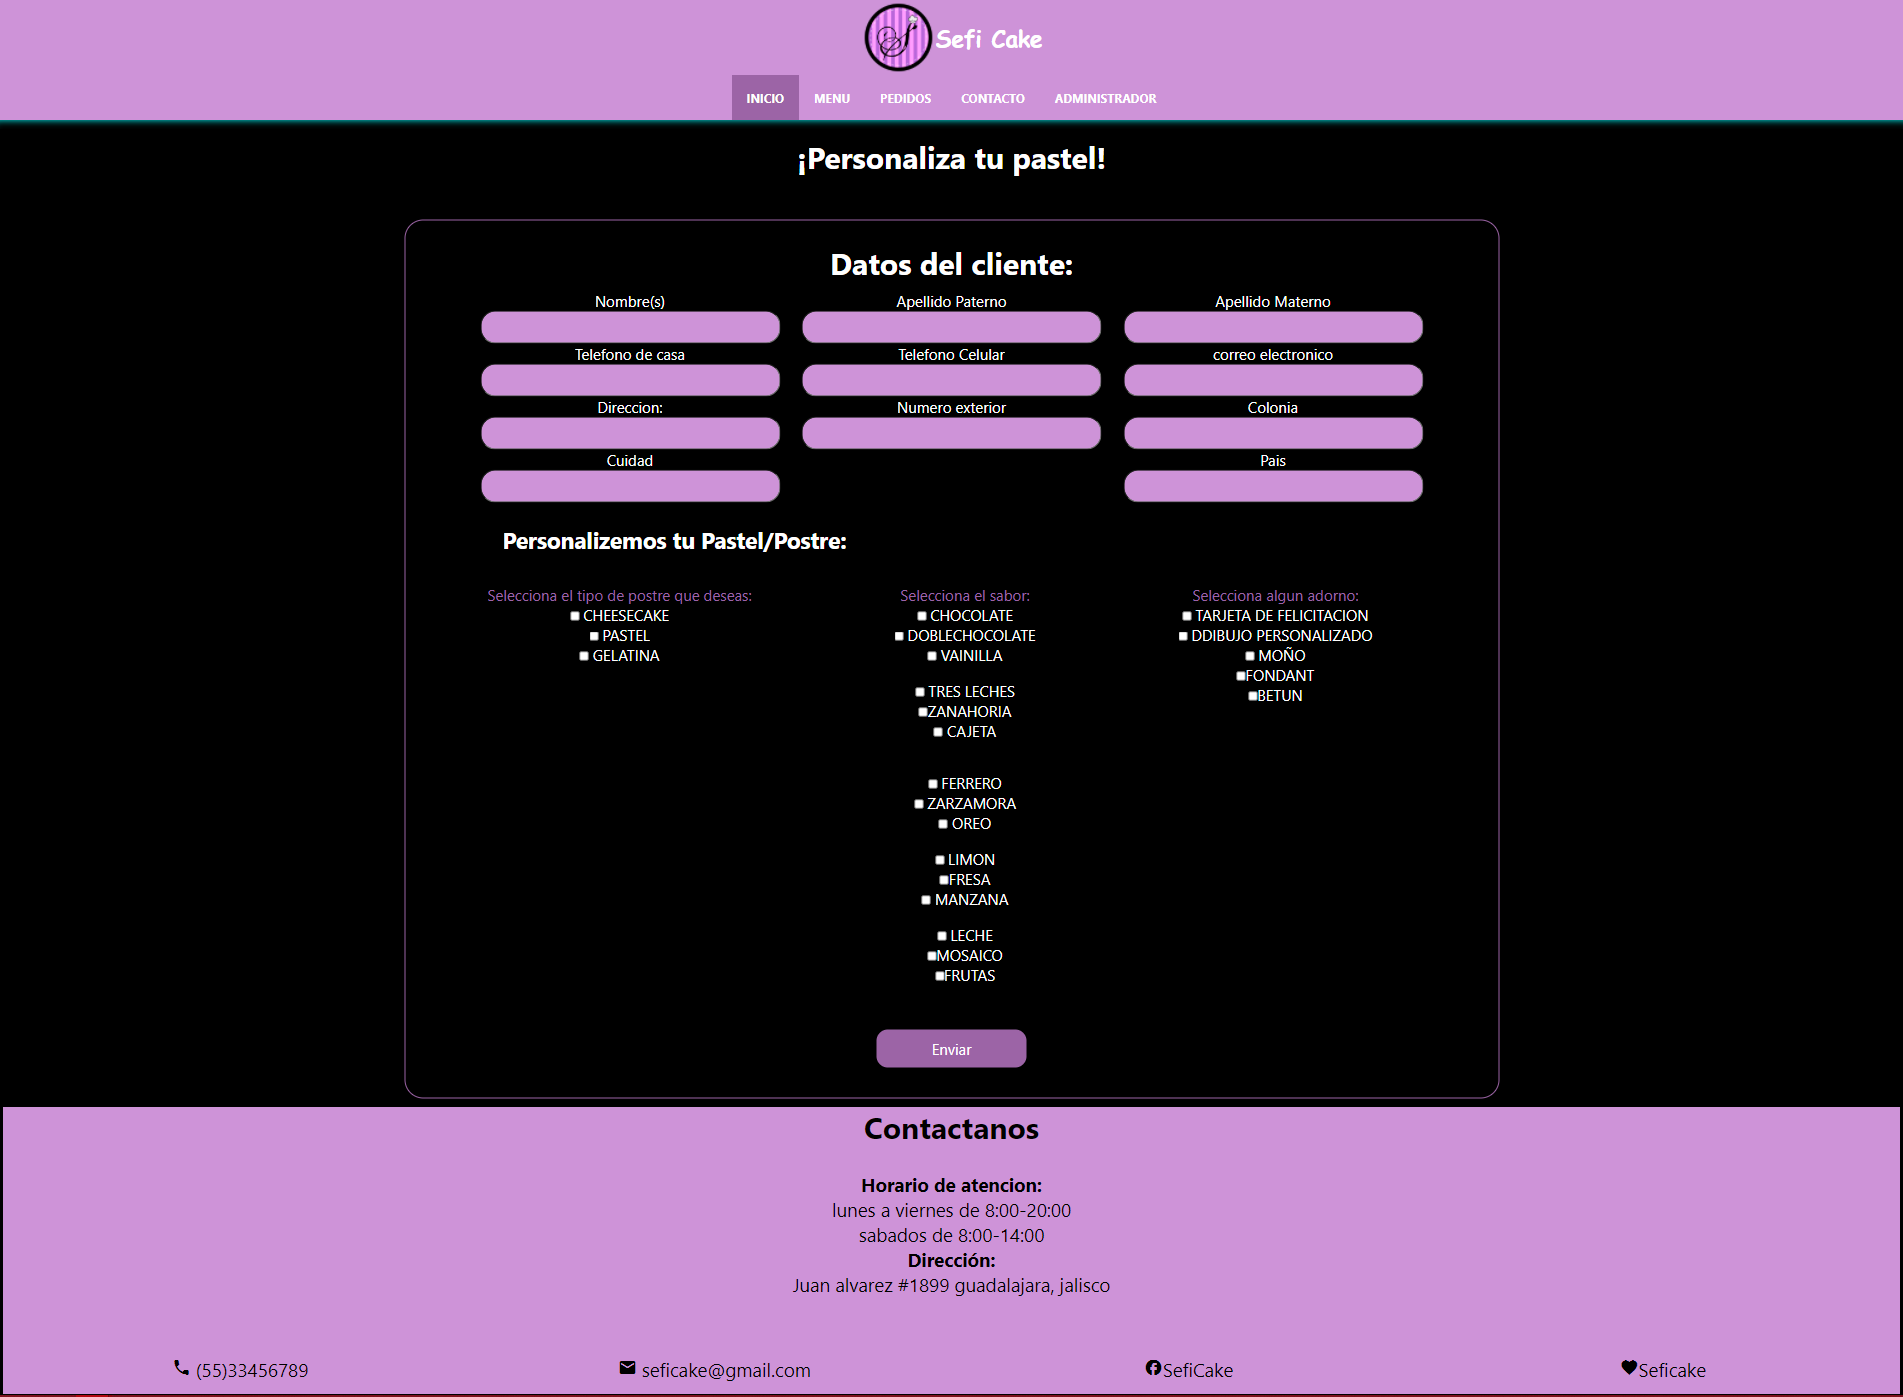 Sefi Cake
INICIO MENU PEDIDOS CONTACTO ADMINISTRADOR
¡Personaliza tu pastel!
Datos del cliente:
Nombre(s) Apellido Paterno Apellido Materno
Telefono de casa Telefono Celular correo electronico
Direccion: Numero exterior Colonia
Cuidad Pais
Personalizemos tu Pastel/Postre:
Selecciona el tipo de postre que deseas:
CHEESECAKE
PASTEL
GELATINA
Selecciona el sabor:
CHOCOLATE
DOBLECHOCOLATE
VAINILLA
TRES LECHES
ZANAHORIA
CAJETA
FERRERO
ZARZAMORA
OREO
LIMON
FRESA
MANZANA
LECHE
MOSAICO
FRUTAS
Selecciona algun adorno:
TARJETA DE FELICITACION
DDIBUJO PERSONALIZADO
MOÑO
FONDANT
BETUN
Enviar
Contactanos
Horario de atencion:
lunes a viernes de 8:00-20:00
sabados de 8:00-14:00
Dirección:
Juan alvarez #1899 guadalajara, jalisco
(55)33456789 seficake@gmail.com SefiCake Seficake